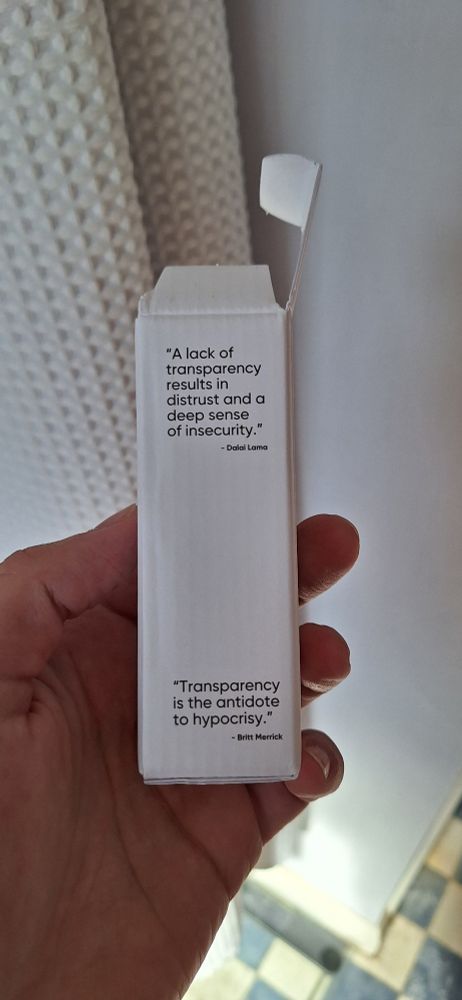 “A lack of
transparency
results in
distrust and a
deep sense
of insecurity.”
- Dalai Lama
“Transparency
is the antidote
to hypocrisy.”
- Britt Merrick